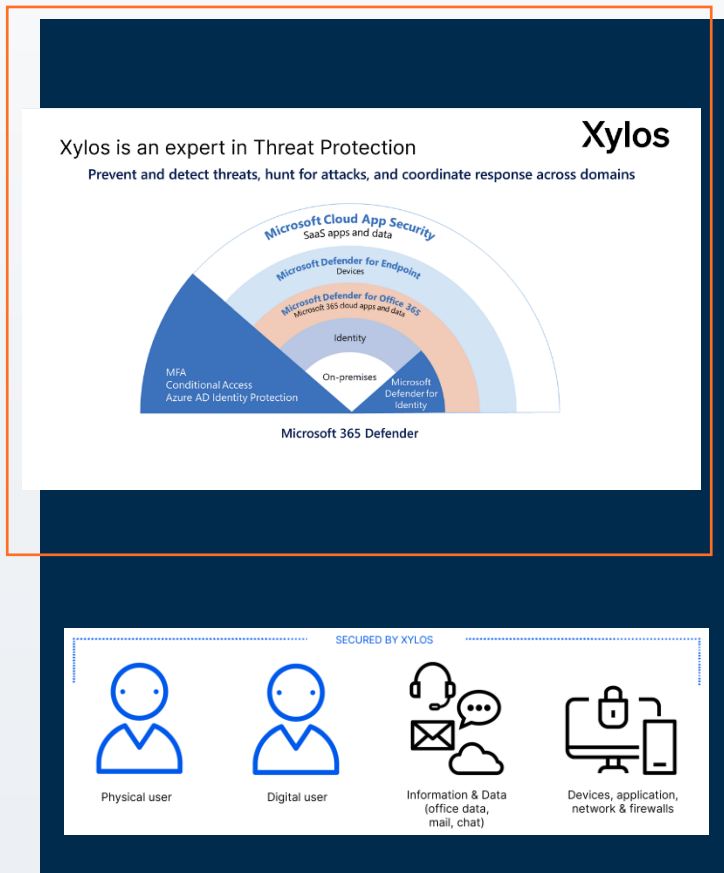 Xylos
Xylos is an expert in Threat Protection
Prevent and detect threats, hunt for attacks, and coordinate response across domains
Microsoft Cloud App Security
SaaS apps and data
Microsoft Defender for Endpoint
Devices
Microsoft Defender for Office 365
Microsoft 365 cloud apps and data
Identity
On-premises
MFA
Conditional Access
Azure AD Identity Protection
Microsoft
Defender for
Identity
Microsoft 365 Defender
SECURED BY XYLOS
Physical user
Digital user
Information & Data
(office data,
mail, chat)
Devices, application,
network & firewalls